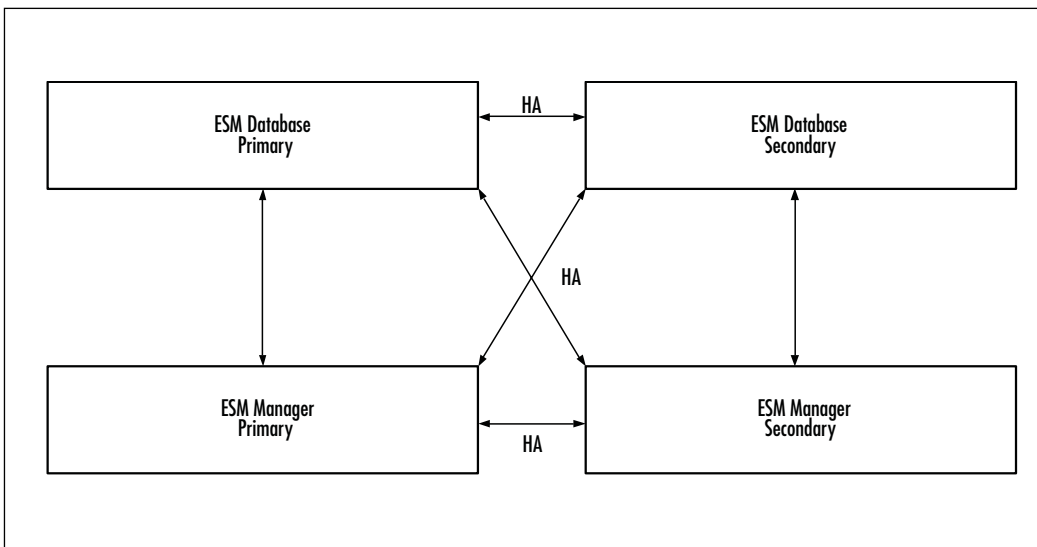 HA
ESM Database
Primary
ESM Database
Secondary
HA
ESM Manager
Primary
ESM Manager
Secondary
HA